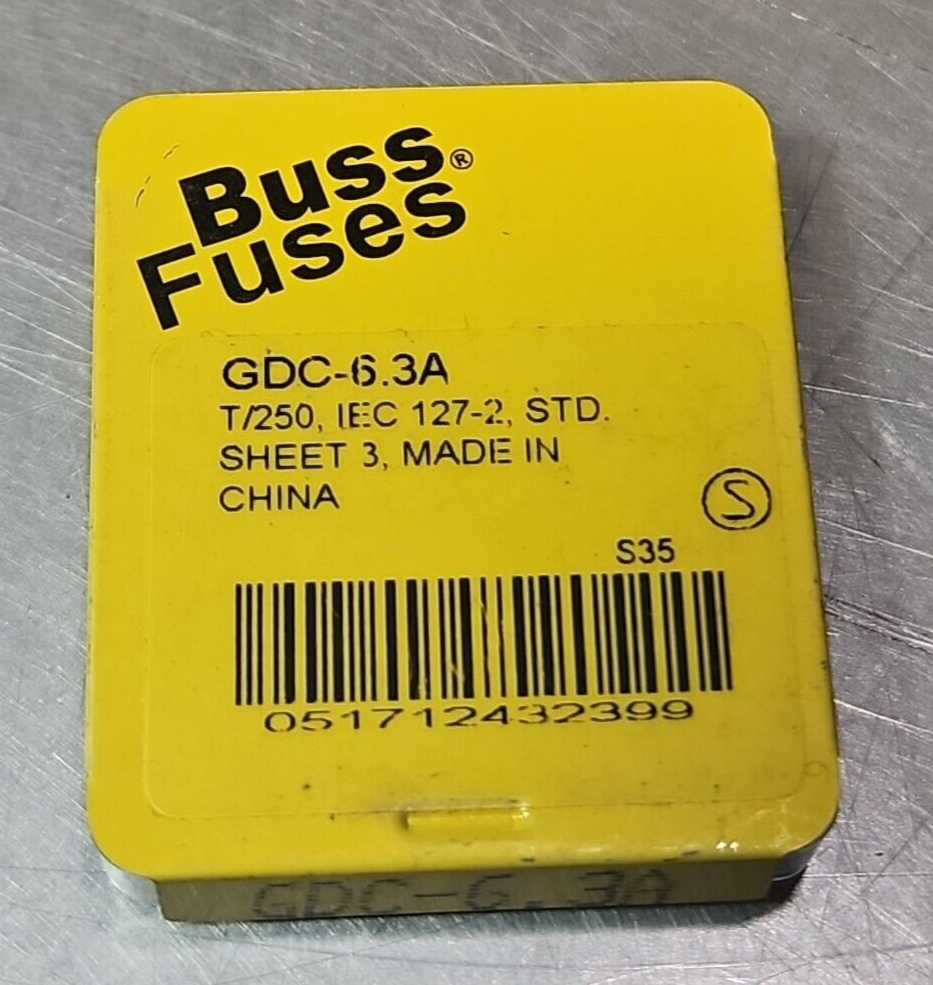 Buss®
Fuses
GDC-6.3A
T/250, IEC 127-2, STD.
SHEET 3, MADE IN
CHINA
S
S35
051712432399
GDC-6.3A